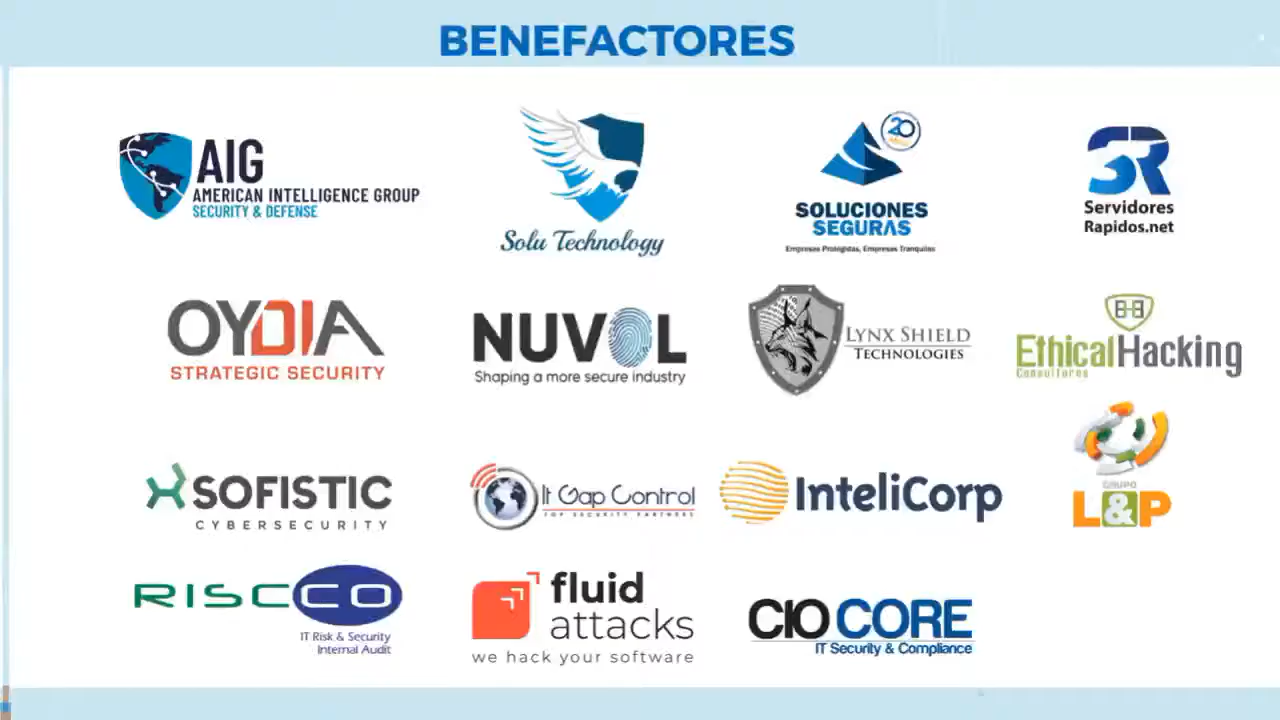 BENEFACTORES
AIG
AMERICAN INTELLIGENCE GROUP
SECURITY & DEFENSE
Solu Technology
20
SOLUCIONES
SEGURAS
Empresas Protegidas, Empresas Tranquilas
SR
Servidores
Rapidos.net
OYDIA
STRATEGIC SECURITY
NUVOL
Shaping a more secure industry
LYNX SHIELD
TECHNOLOGIES
EthicalHacking
Consultores
SOFISTIC
CYBERSECURITY
It Gap Control
TOP SECURITY PARTNERS
InteliCorp
GRUPO
L&P
RISCCO
IT Risk & Security
Internal Audit
fluid
attacks
we hack your software
CIO CORE
IT Security & Compliance